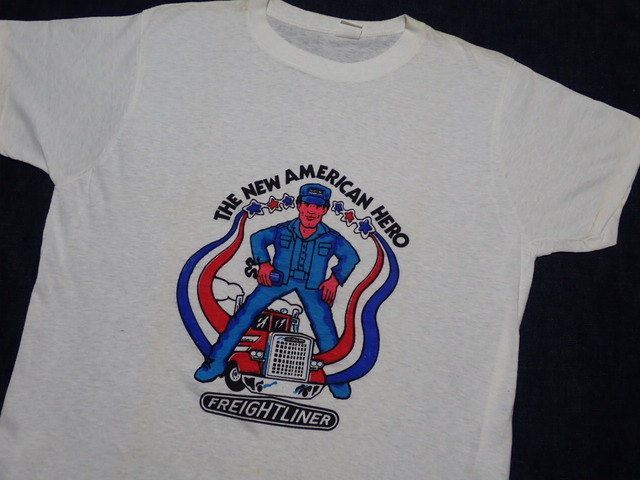 THE NEW AMERICAN HERO
FREIGHTLINER